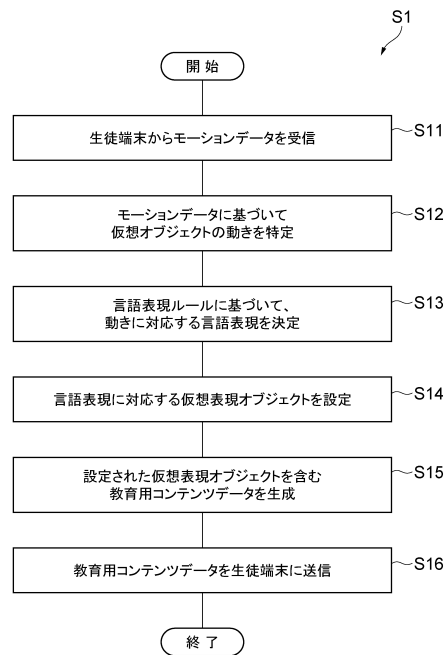 S1
開始
生徒端末からモーションデータを受信
S11
モーションデータに基づいて
仮想オブジェクトの動きを特定
S12
言語表現ルールに基づいて、
動きに対応する言語表現を決定
S13
言語表現に対応する仮想表現オブジェクトを設定
S14
設定された仮想表現オブジェクトを含む
教育用コンテンツデータを生成
S15
教育用コンテンツデータを生徒端末に送信
S16
終了